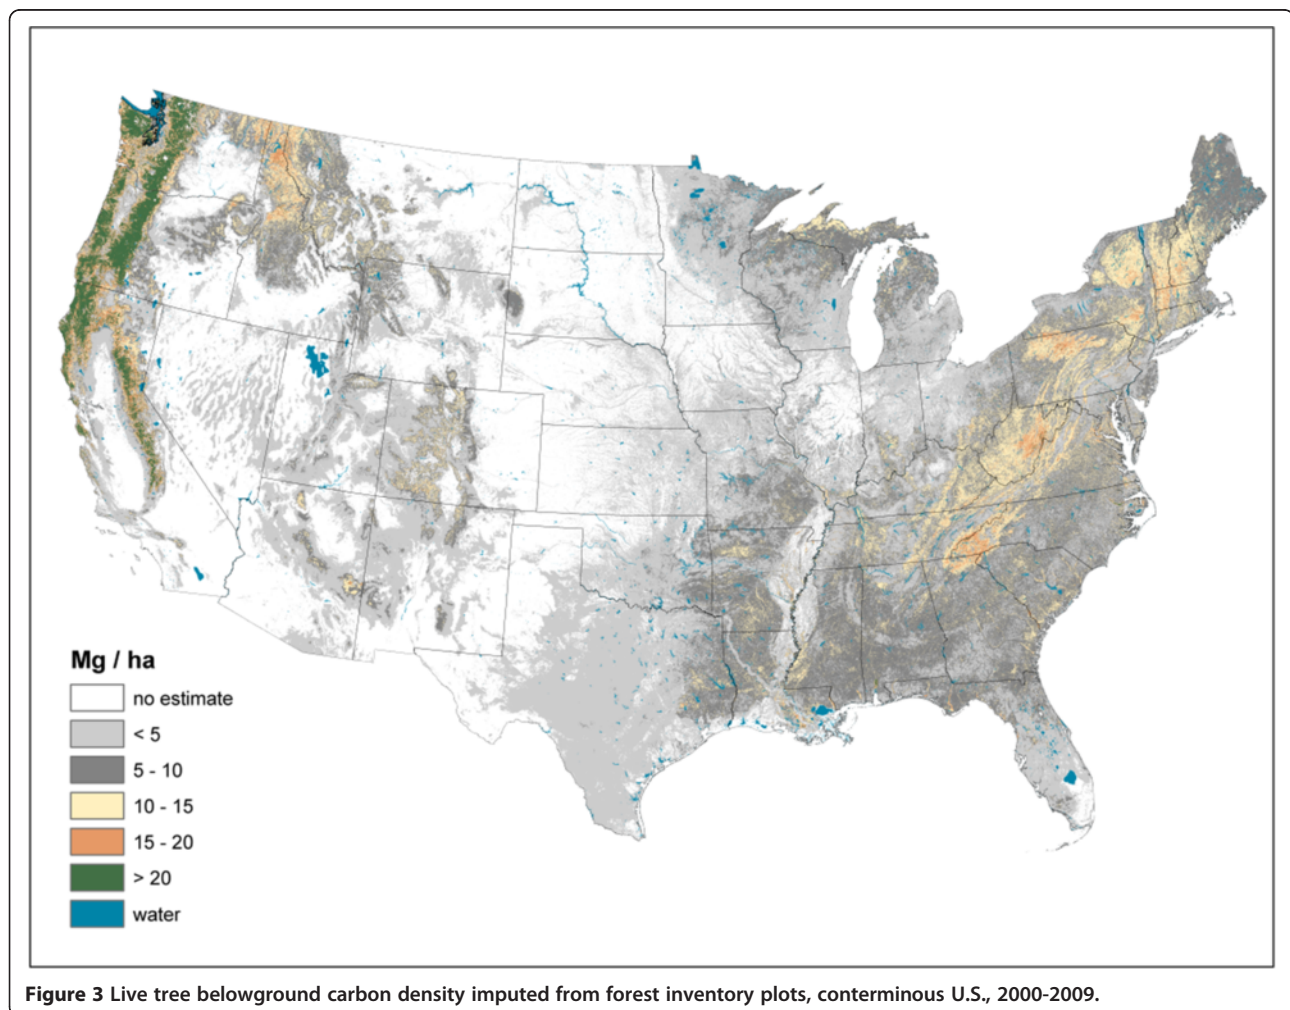 Mg / ha
no estimate
< 5
5 - 10
10 - 15
15 - 20
> 20
water
Figure 3 Live tree belowground carbon density imputed from forest inventory plots, conterminous U.S., 2000-2009.